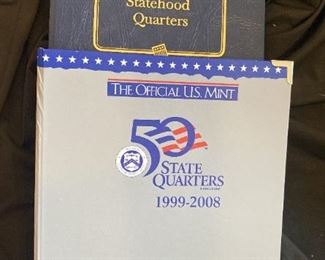 Statehood
Quarters
THE OFFICIAL U.S. MINT
50
STATE
QUARTERS
1999-2008